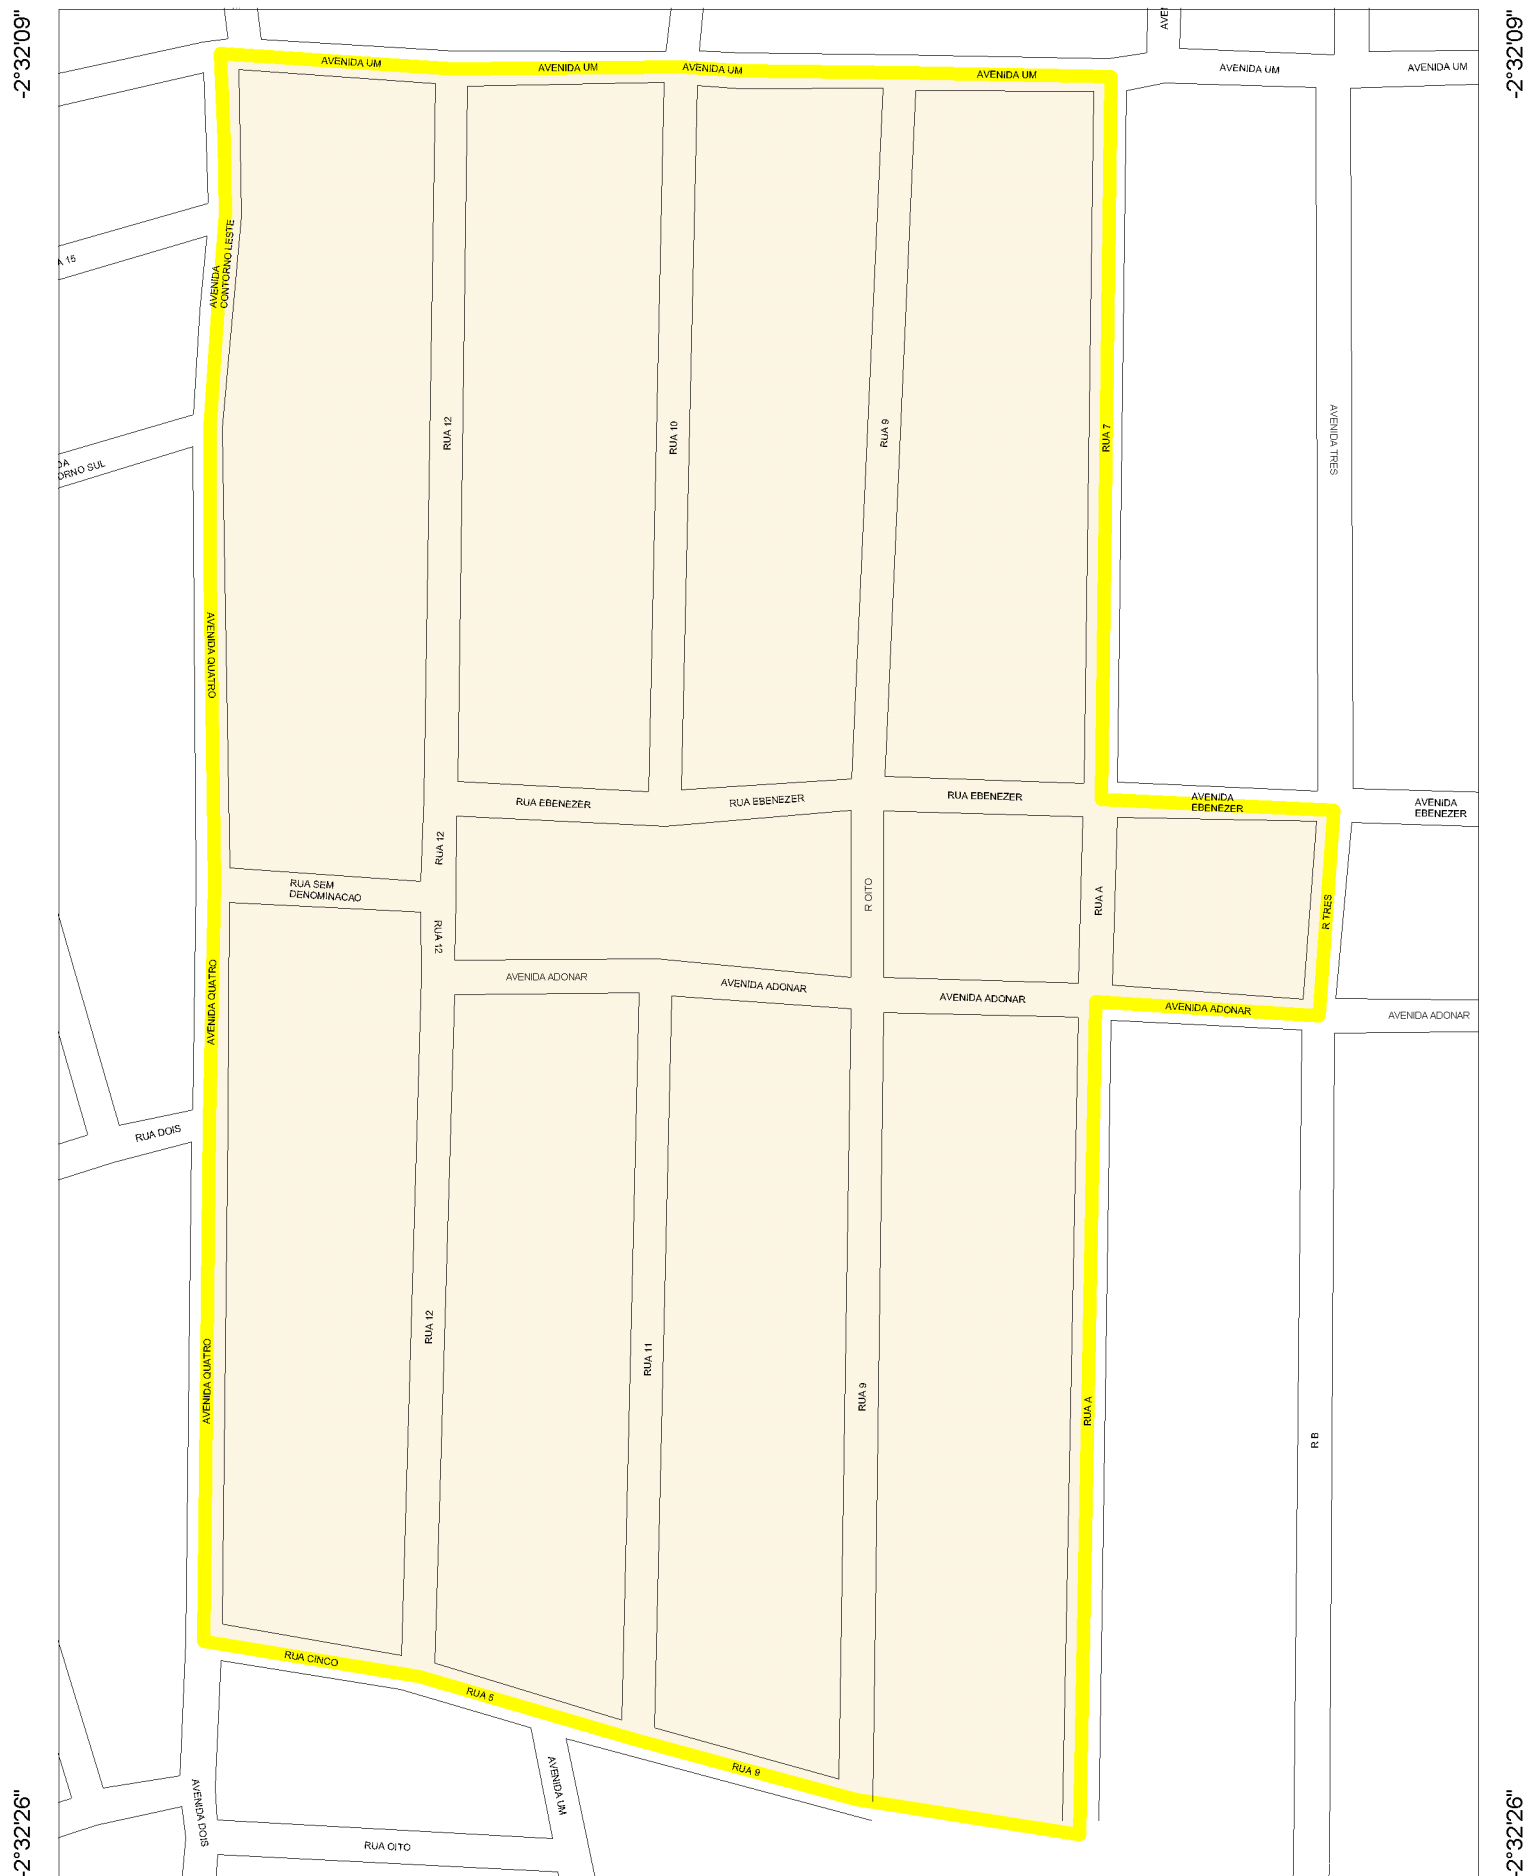 -2°32'09"
-2°32'09"
AVENIDA UM
AVENIDA UM
AVENIDA UM
AVENIDA UM
AVENIDA UM
AVENIDA UM
AVENIDA
CONTORNO LESTE
A 15
ORNO SUL
RUA 12
RUA 10
RUA 9
RUA 7
AVENIDA TRES
AVENIDA QUATRO
RUA EBENEZER
RUA EBENEZER
RUA EBENEZER
AVENIDA
EBENEZER
AVENIDA
EBENEZER
RUA 12
RUA SEM
DENOMINACAO
R OITO
RUA A
R TRES
RUA 12
AVENIDA ADONAR
AVENIDA ADONAR
AVENIDA ADONAR
AVENIDA ADONAR
AVENIDA ADONAR
AVENIDA QUATRO
RUA DOIS
RUA 12
RUA 11
RUA 9
RUA A
R B
AVENIDA QUATRO
RUA CINCO
RUA 5
RUA 9
AVENIDA DOIS
AVENIDA UM
RUA OITO
-2°32'26"
-2°32'26"